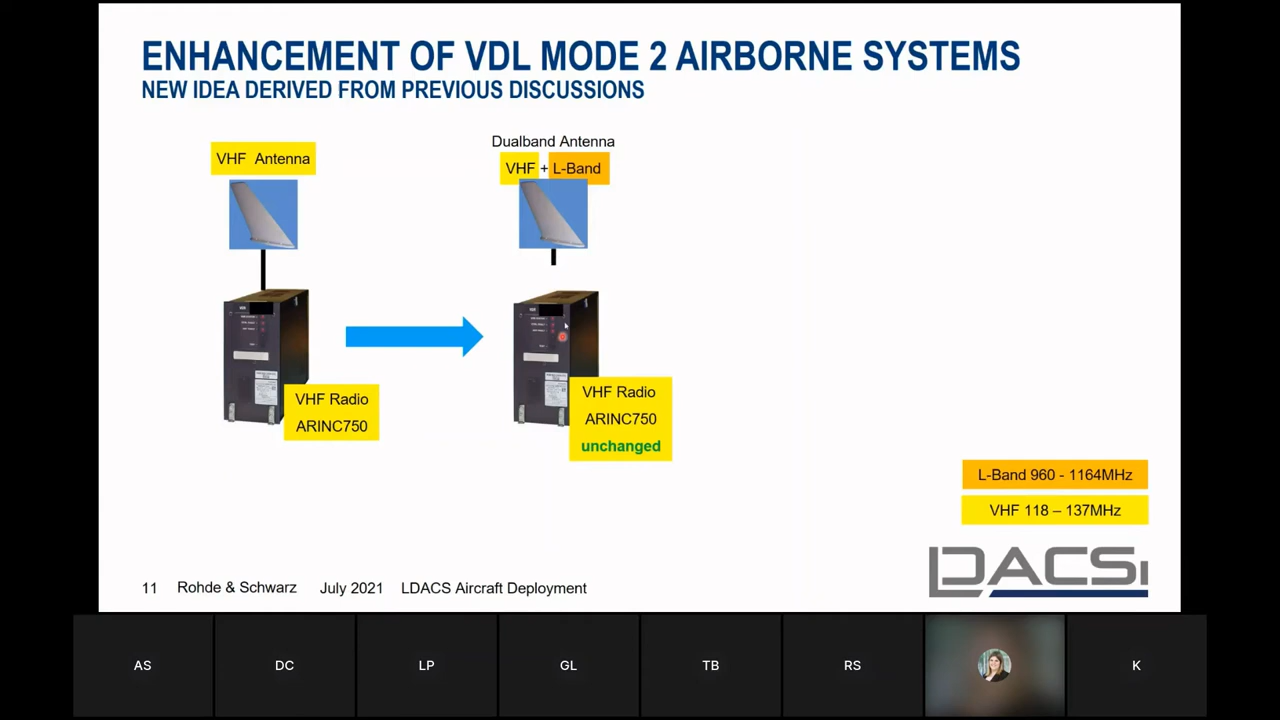 ENHANCEMENT OF VDL MODE 2 AIRBORNE SYSTEMS
NEW IDEA DERIVED FROM PREVIOUS DISCUSSIONS
VHF Antenna
Dualband Antenna
VHF + L-Band
VHF Radio
ARINC750
VHF Radio
ARINC750
unchanged
L-Band 960 - 1164MHz
VHF 118 – 137MHz
LDACSI
11 Rohde & Schwarz July 2021 LDACS Aircraft Deployment
AS DC LP GL TB RS K